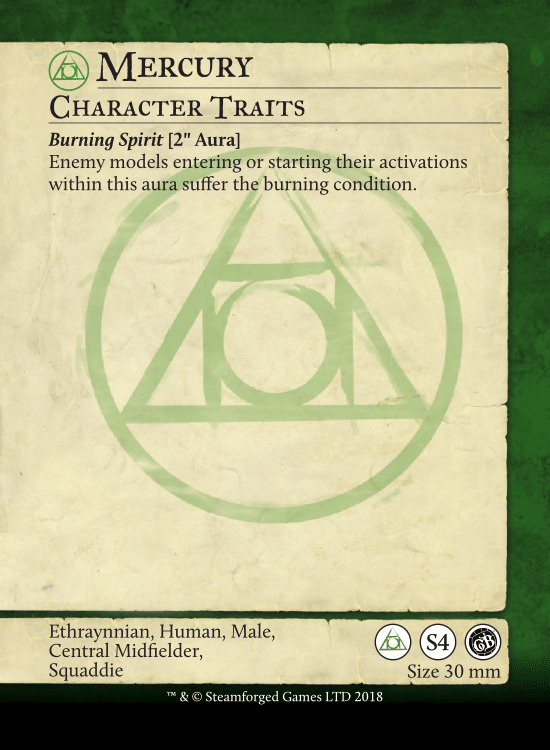 Mercury
Character Traits
Burning Spirit [2" Aura]
Enemy models entering or starting their activations
within this aura suffer the burning condition.
Ethraynnian, Human, Male,
Central Midfielder,
Squaddie
S4
GB
Size 30 mm
™ & © Steamforged Games LTD 2018